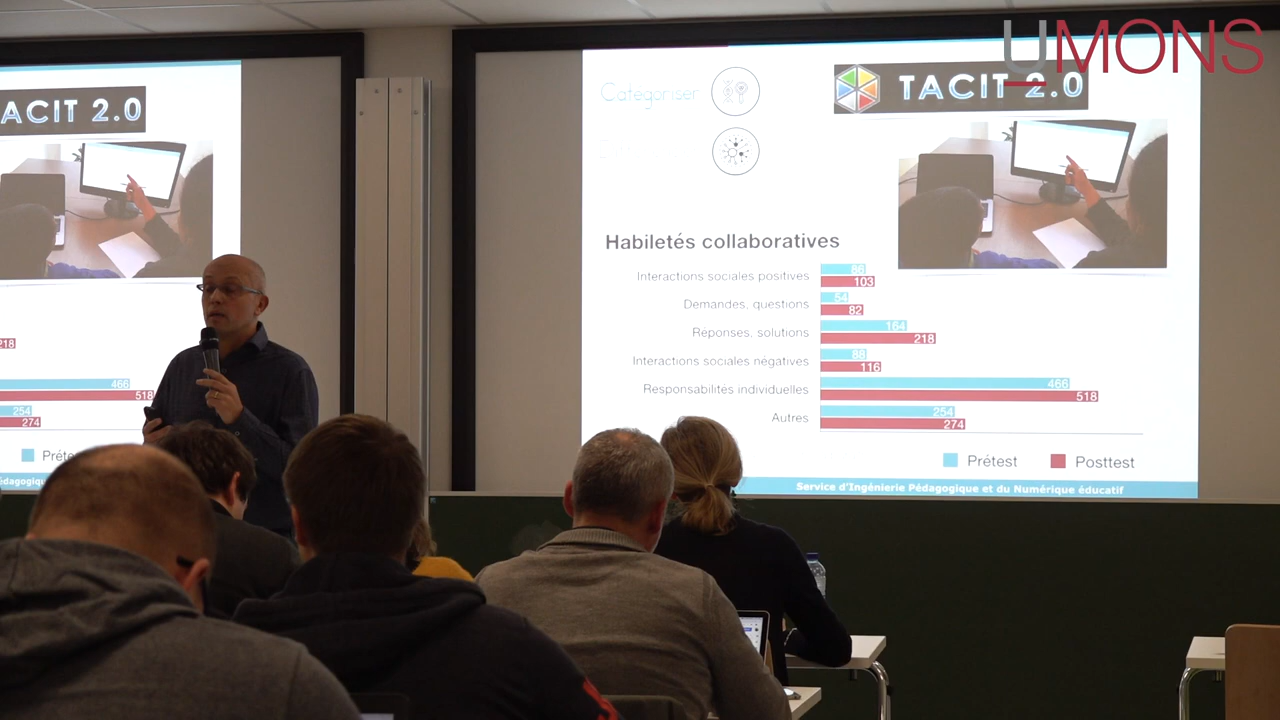 UMONS
ACIT 2.0
218
466
518
254
274
Catégoriser
TACIT 2.0
Habiletés collaboratives
Interactions sociales positives
86
103
Demandes, questions
54
82
Réponses, solutions
164
218
Interactions sociales négatives
88
116
Responsabilités individuelles
466
518
Autres
254
274
Prétest
Posttest
Service d'Ingénierie Pédagogique et du Numérique éducatif